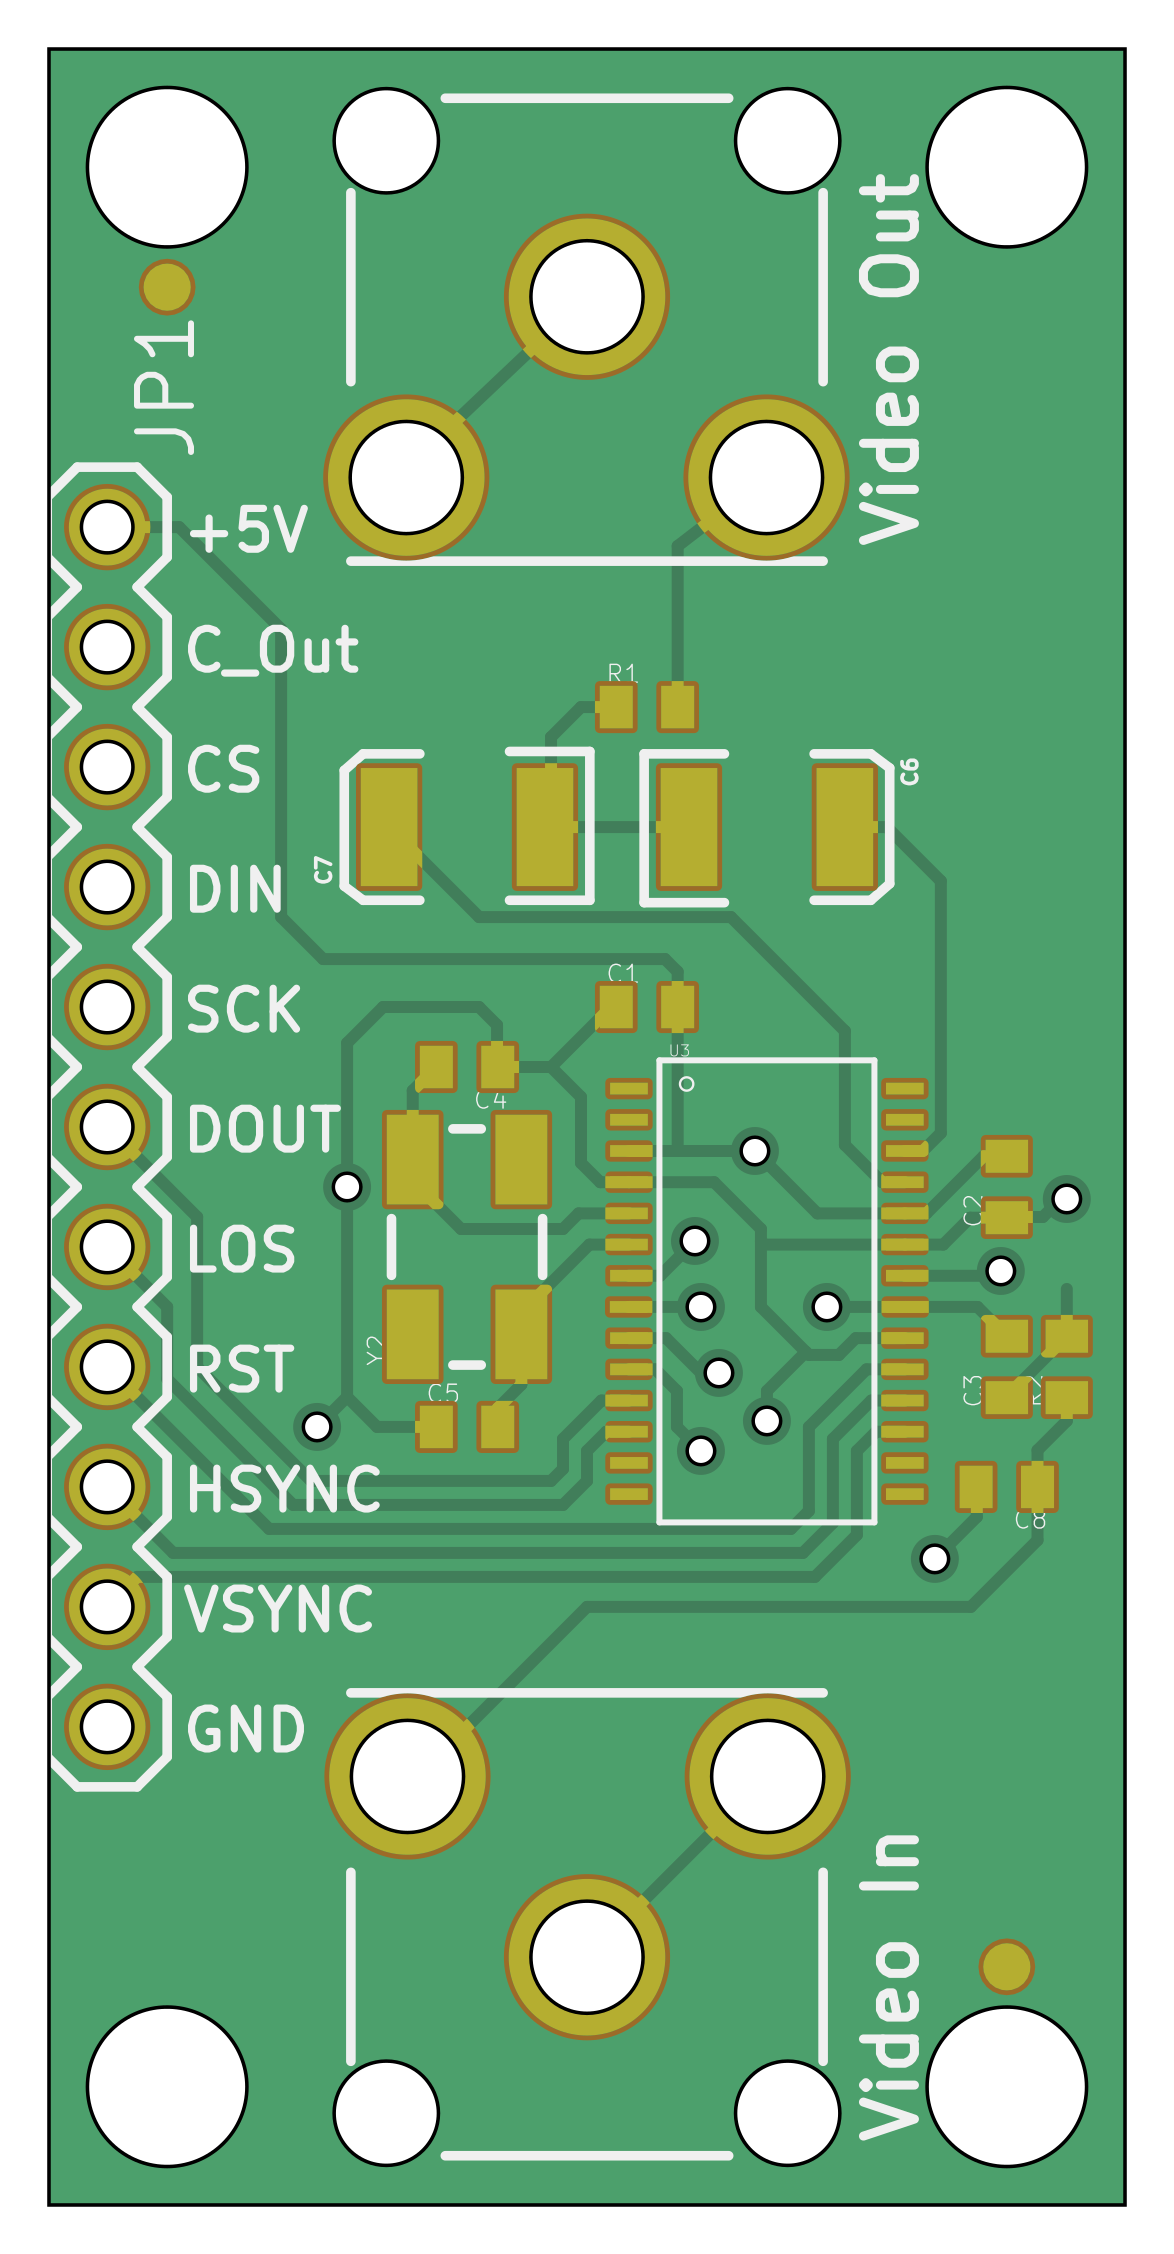 Video Out
JP1
+5V
C_Out
R1
CS
C6
C7
DIN
C1
SCK
U3
C4
DOUT
C2
LOS
Y2
RST
C5
C3
HSYNC
C8
VSYNC
GND
Video In